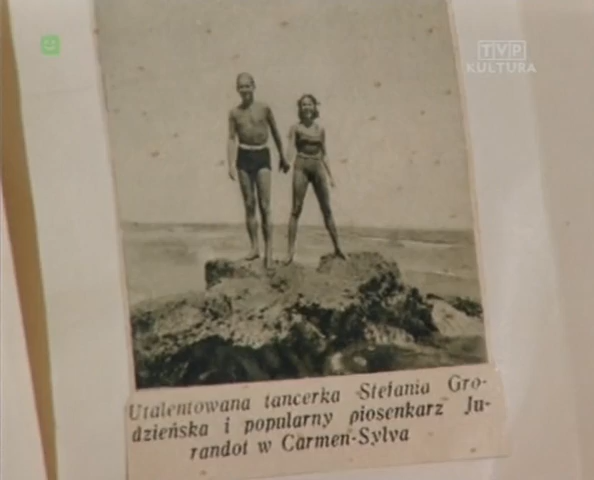 TVP
KULTURA
Utalentowana tancerka Stefania Gro-
dzieńska i popularny piosenkarz Ju-
randot w Carmen-Sylva